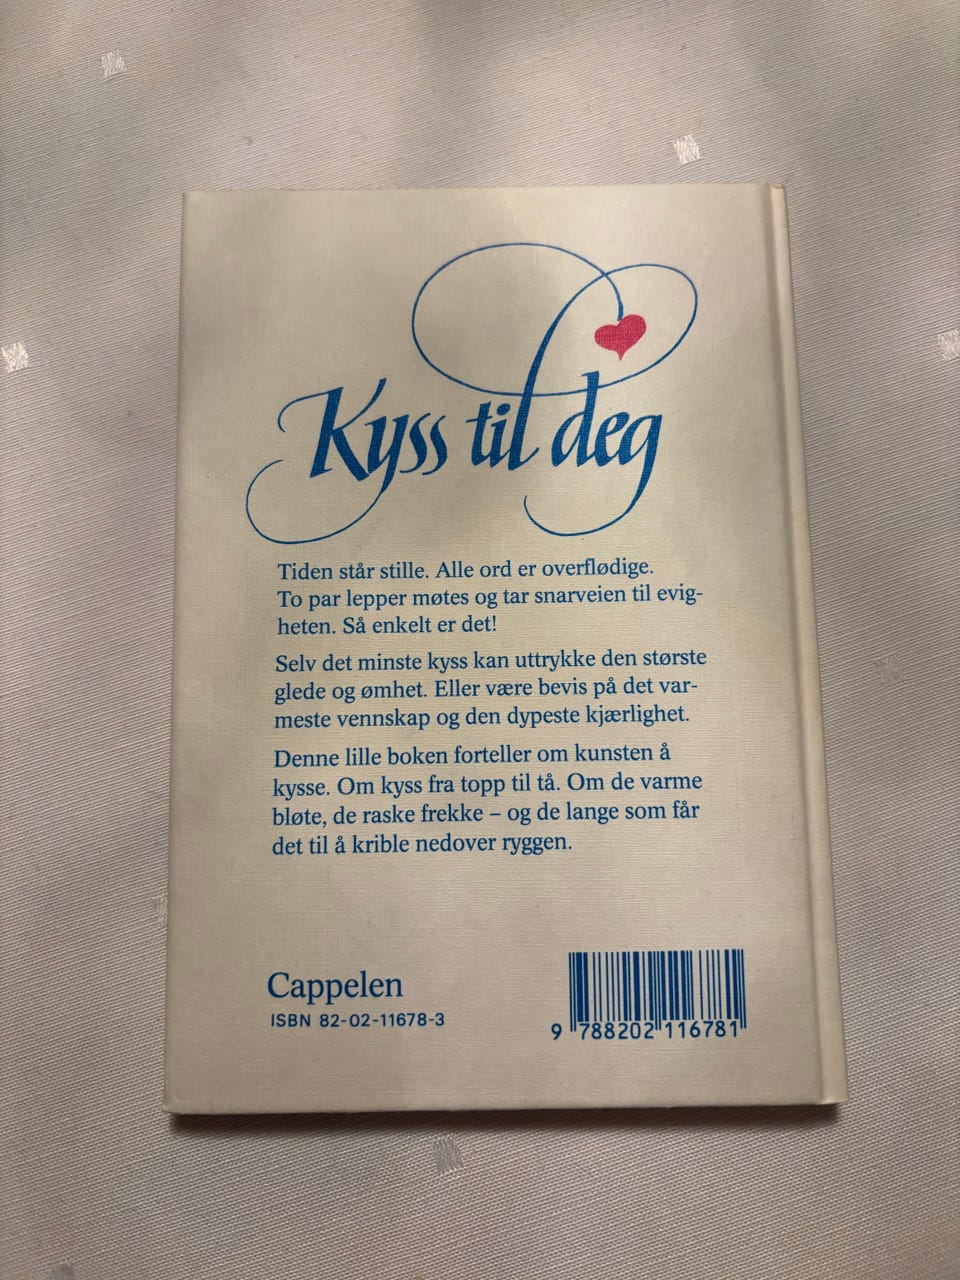 Kyss til deg
Tiden står stille. Alle ord er overflødige.
To par lepper møtes og tar snarveien til evig-
heten. Så enkelt er det!
Selv det minste kyss kan uttrykke den største
glede og ømhet. Eller være bevis på det var-
meste vennskap og den dypeste kjærlighet.
Denne lille boken forteller om kunsten å
kysse. Om kyss fra topp til tå. Om de varme
bløte, de raske frekke – og de lange som får
det til å krible nedover ryggen.
Cappelen
ISBN 82-02-11678-3
9 788202 116781